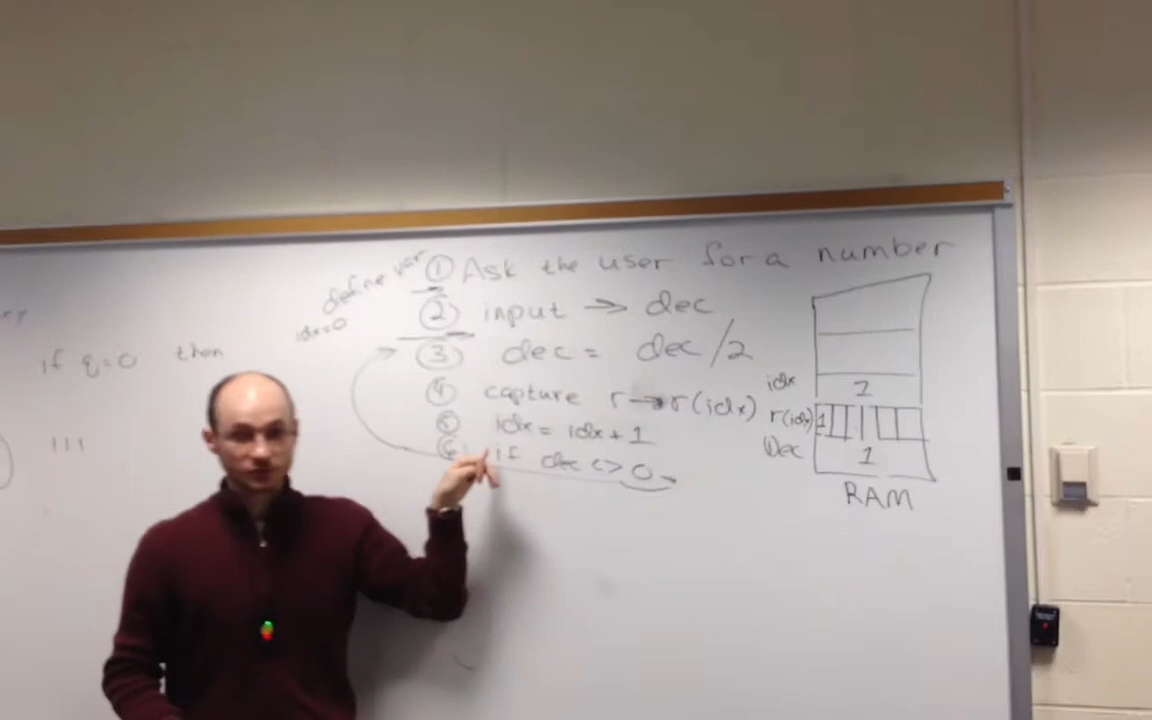 if q=0 then
111
define var
idx=0
① Ask the user for a number
② input → dec
③ dec = dec/2
④ capture r→r(idx)
⑤ idx = idx+1
⑥ if dec <> 0
idx
r(idx) 1
Dec 1
RAM